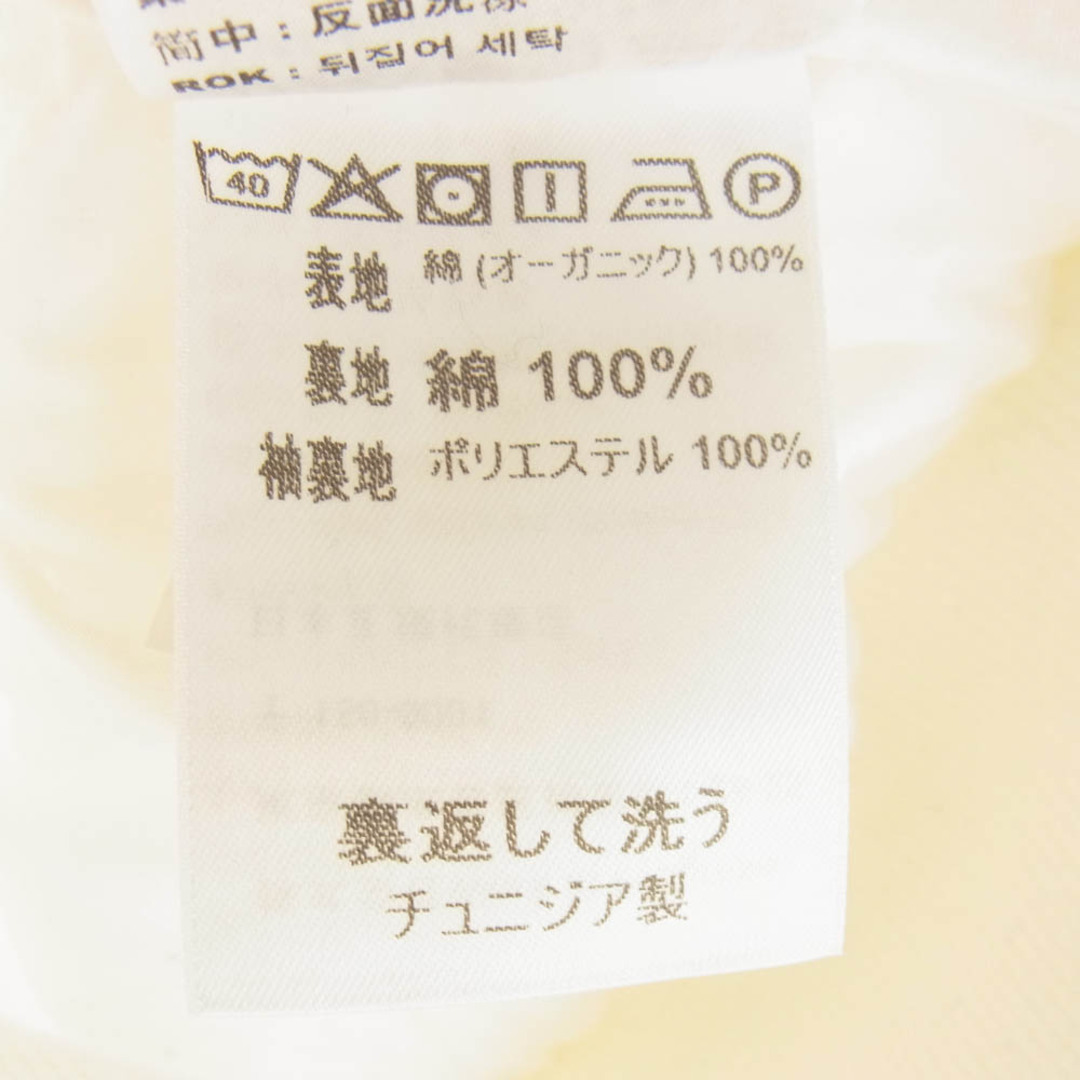 简中 : 反面洗涤
ROK : 뒤집어 세탁
40
P
表地 綿 (オーガニック) 100%
裏地 綿 100%
袖裏地 ポリエステル 100%
裏返して洗う
チュニジア製